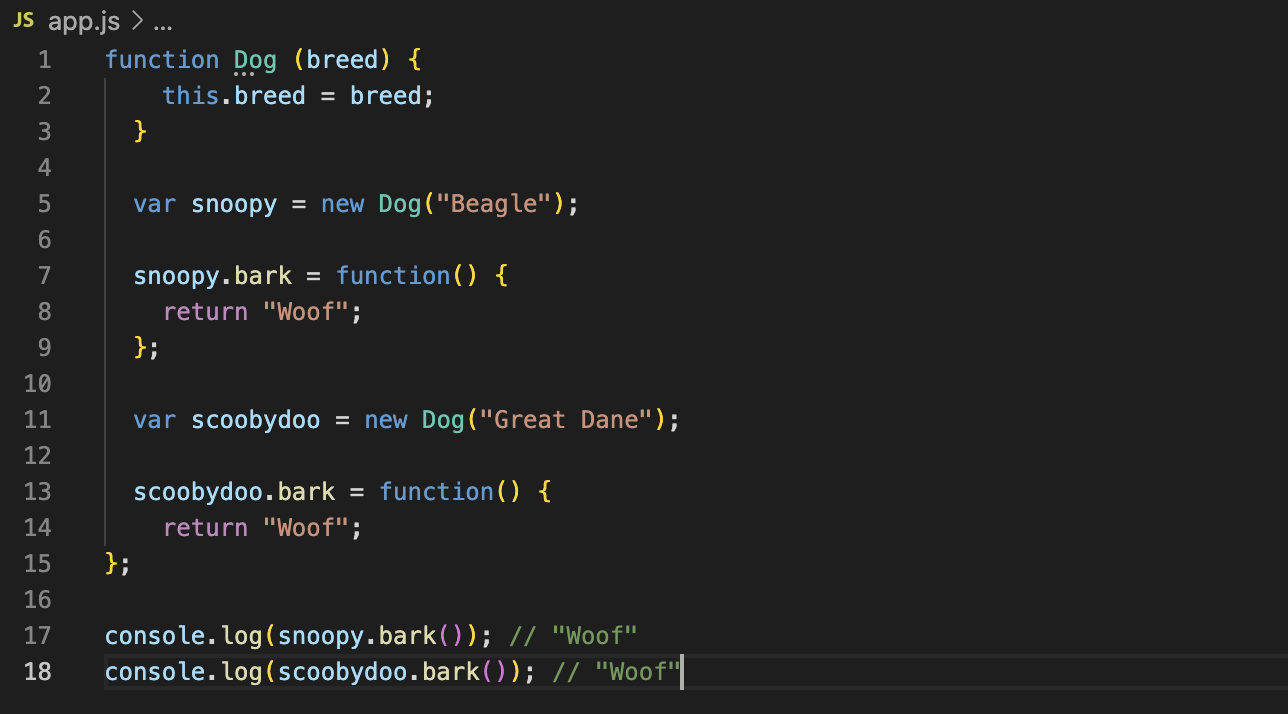 JS app.js > ...
1 function Dog (breed) {
2     this.breed = breed;
3   }
4
5   var snoopy = new Dog("Beagle");
6
7   snoopy.bark = function() {
8     return "Woof";
9   };
10
11   var scoobydoo = new Dog("Great Dane");
12
13   scoobydoo.bark = function() {
14     return "Woof";
15 };
16
17 console.log(snoopy.bark()); // "Woof"
18 console.log(scoobydoo.bark()); // "Woof"